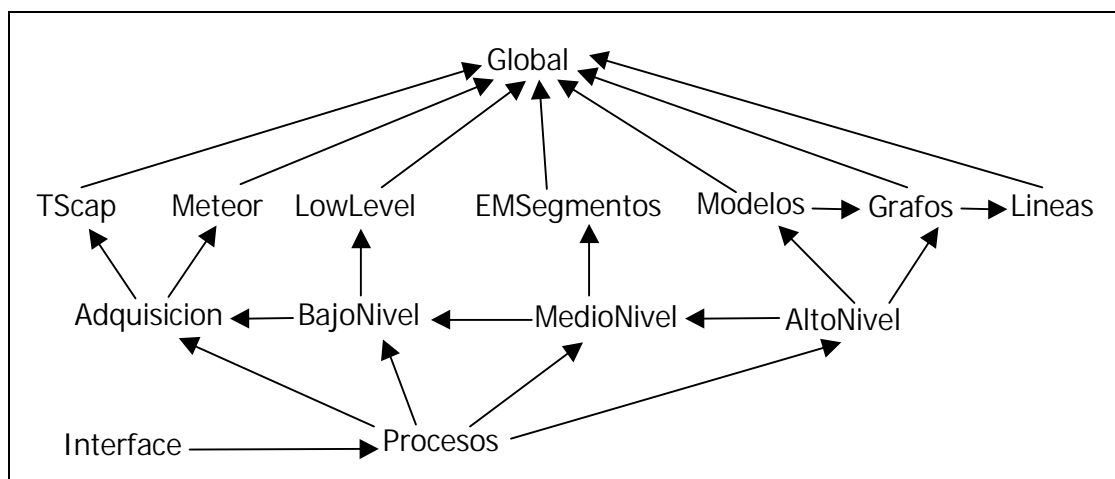 Global
TScap Meteor LowLevel EMSegmentos Modelos Grafos Lineas
Adquisicion BajoNivel MedioNivel AltoNivel
Interface Procesos